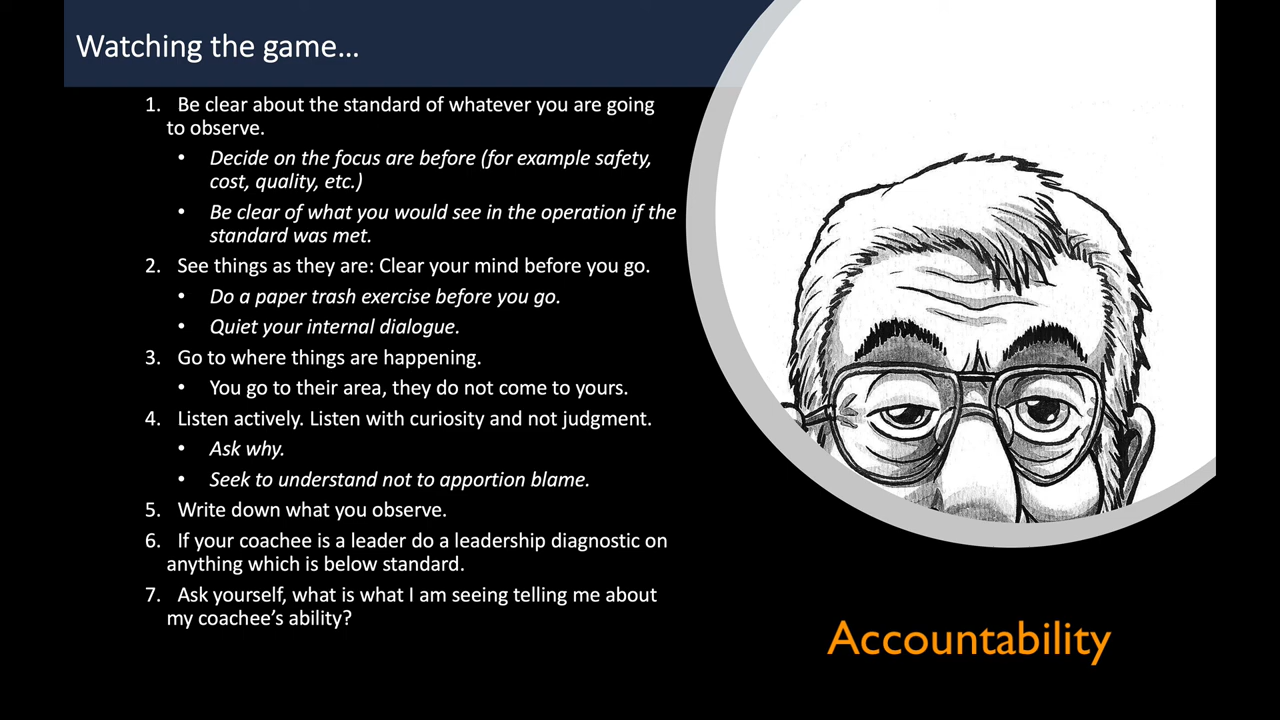 Watching the game…
1. Be clear about the standard of whatever you are going
to observe.
• Decide on the focus are before (for example safety,
cost, quality, etc.)
• Be clear of what you would see in the operation if the
standard was met.
2. See things as they are: Clear your mind before you go.
• Do a paper trash exercise before you go.
• Quiet your internal dialogue.
3. Go to where things are happening.
• You go to their area, they do not come to yours.
4. Listen actively. Listen with curiosity and not judgment.
• Ask why.
• Seek to understand not to apportion blame.
5. Write down what you observe.
6. If your coachee is a leader do a leadership diagnostic on
anything which is below standard.
7. Ask yourself, what is what I am seeing telling me about
my coachee’s ability?
Accountability